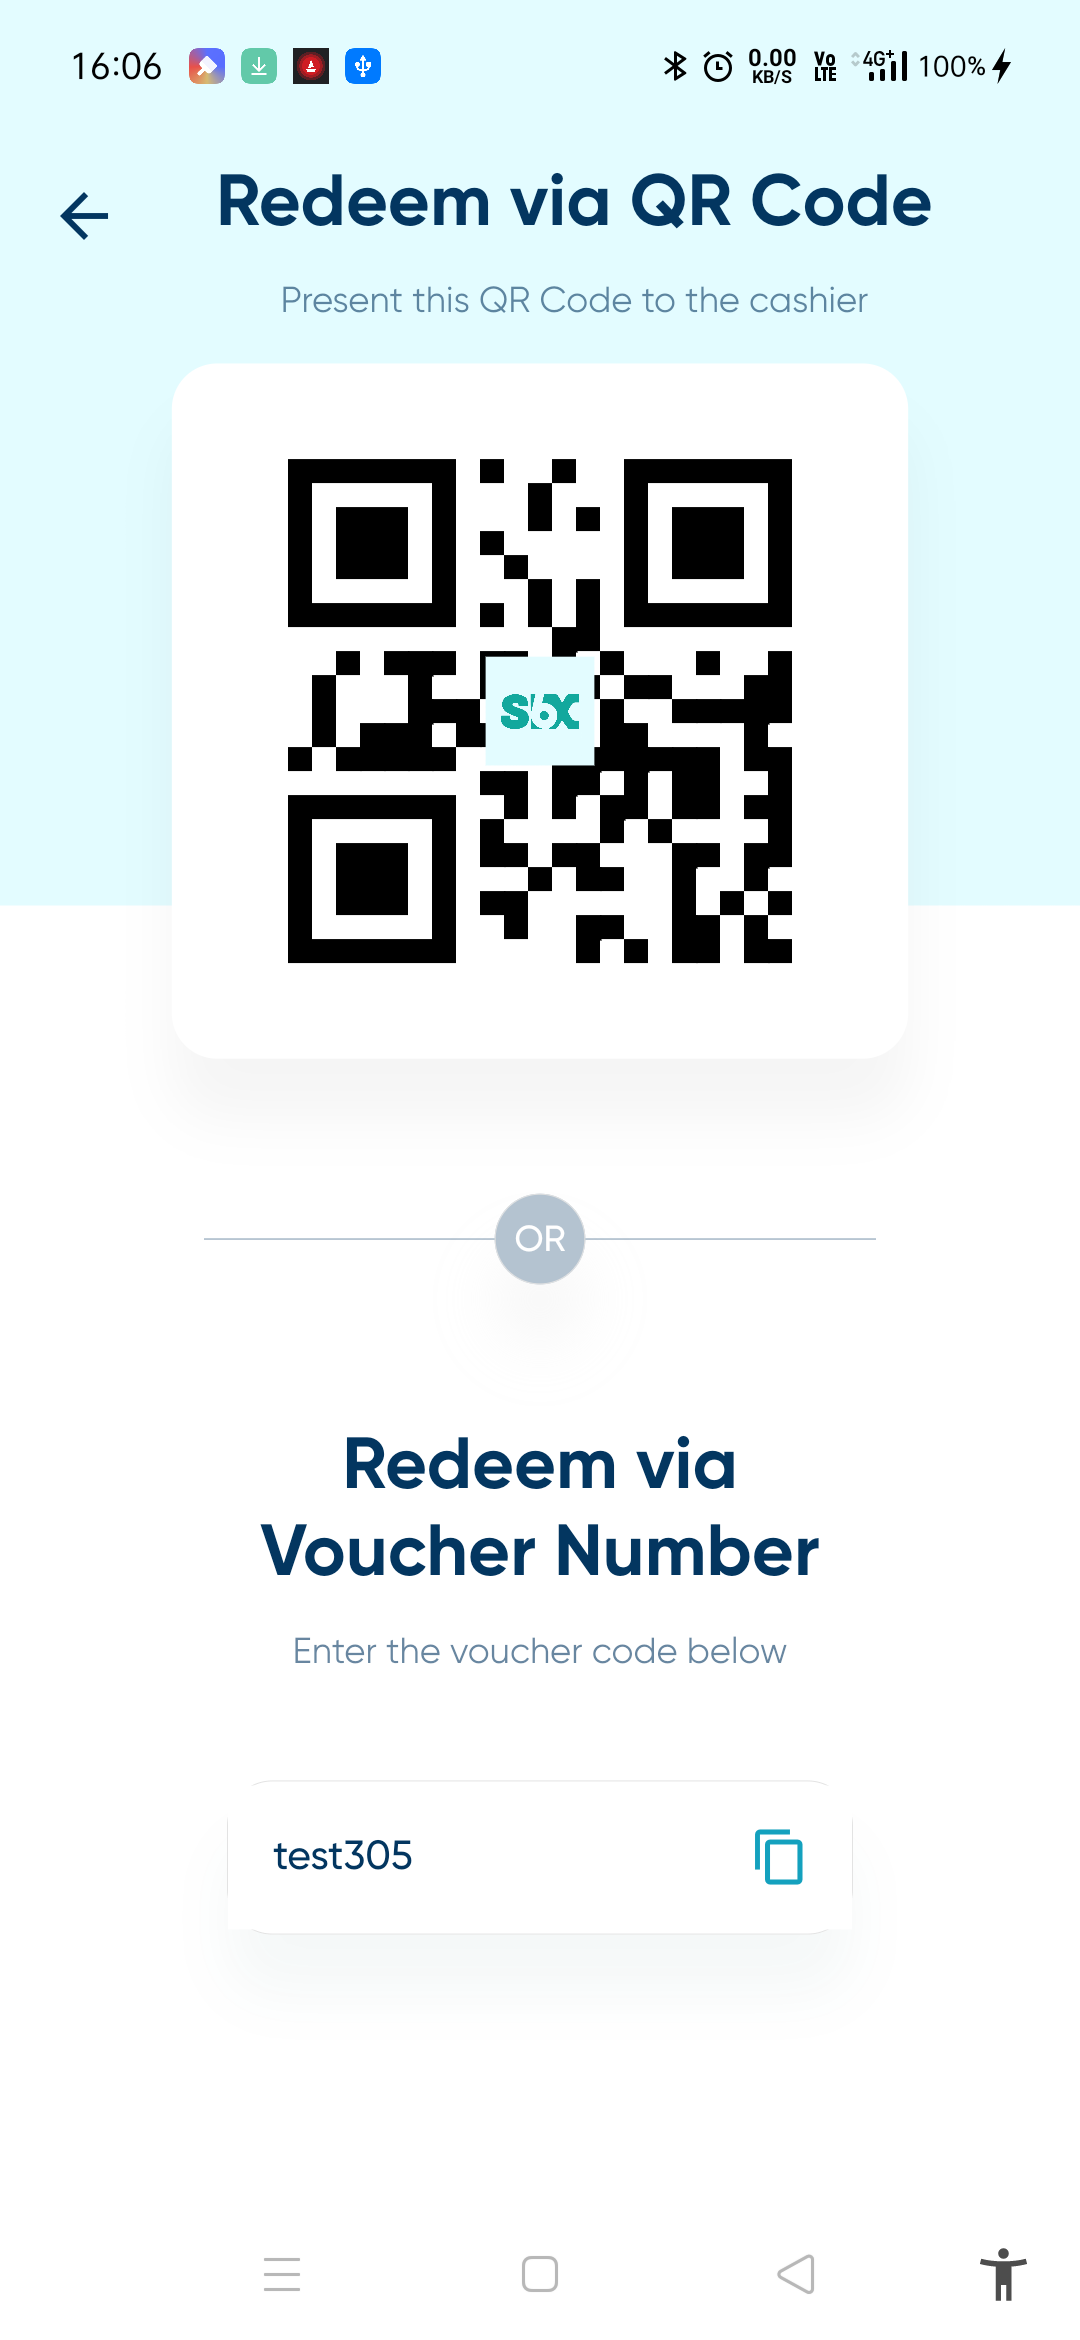 16:06
0.00
KB/S
Vo
LTE
4G+
100%
Redeem via QR Code
Present this QR Code to the cashier
S6X
OR
Redeem via
Voucher Number
Enter the voucher code below
test305